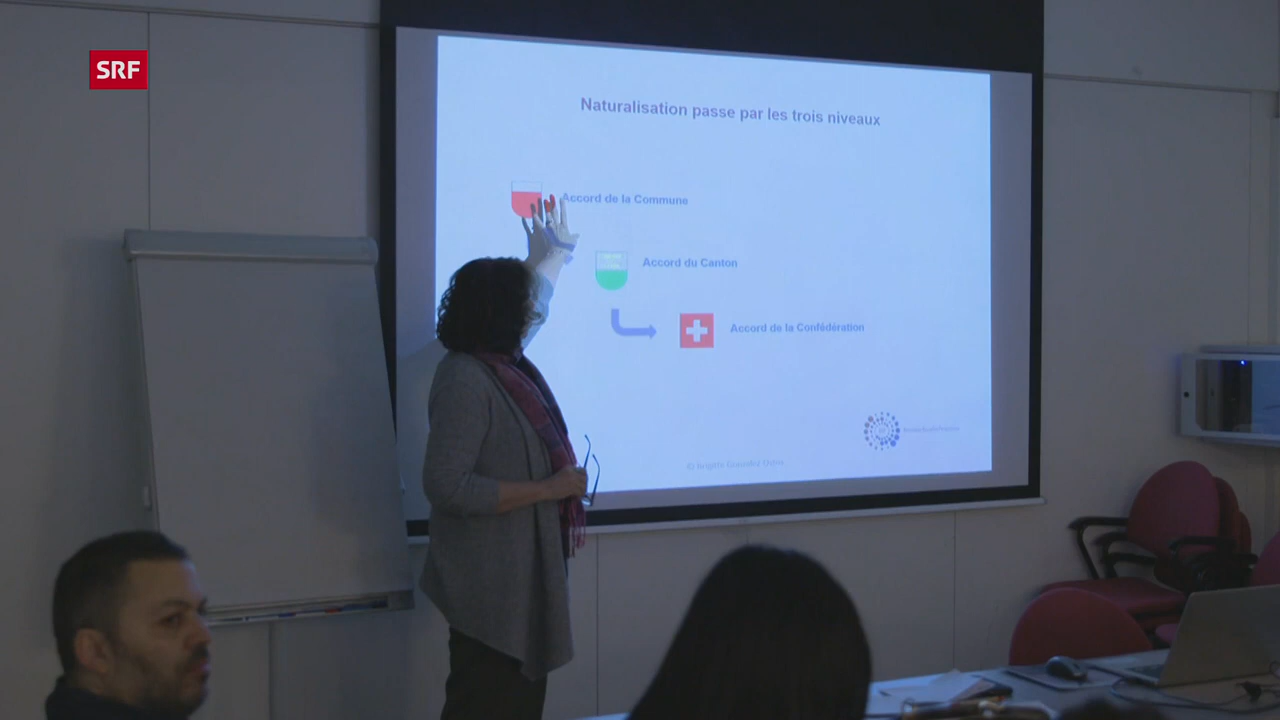 SRF
Naturalisation passe par les trois niveaux
Accord de la Commune
Accord du Canton
Accord de la Confédération